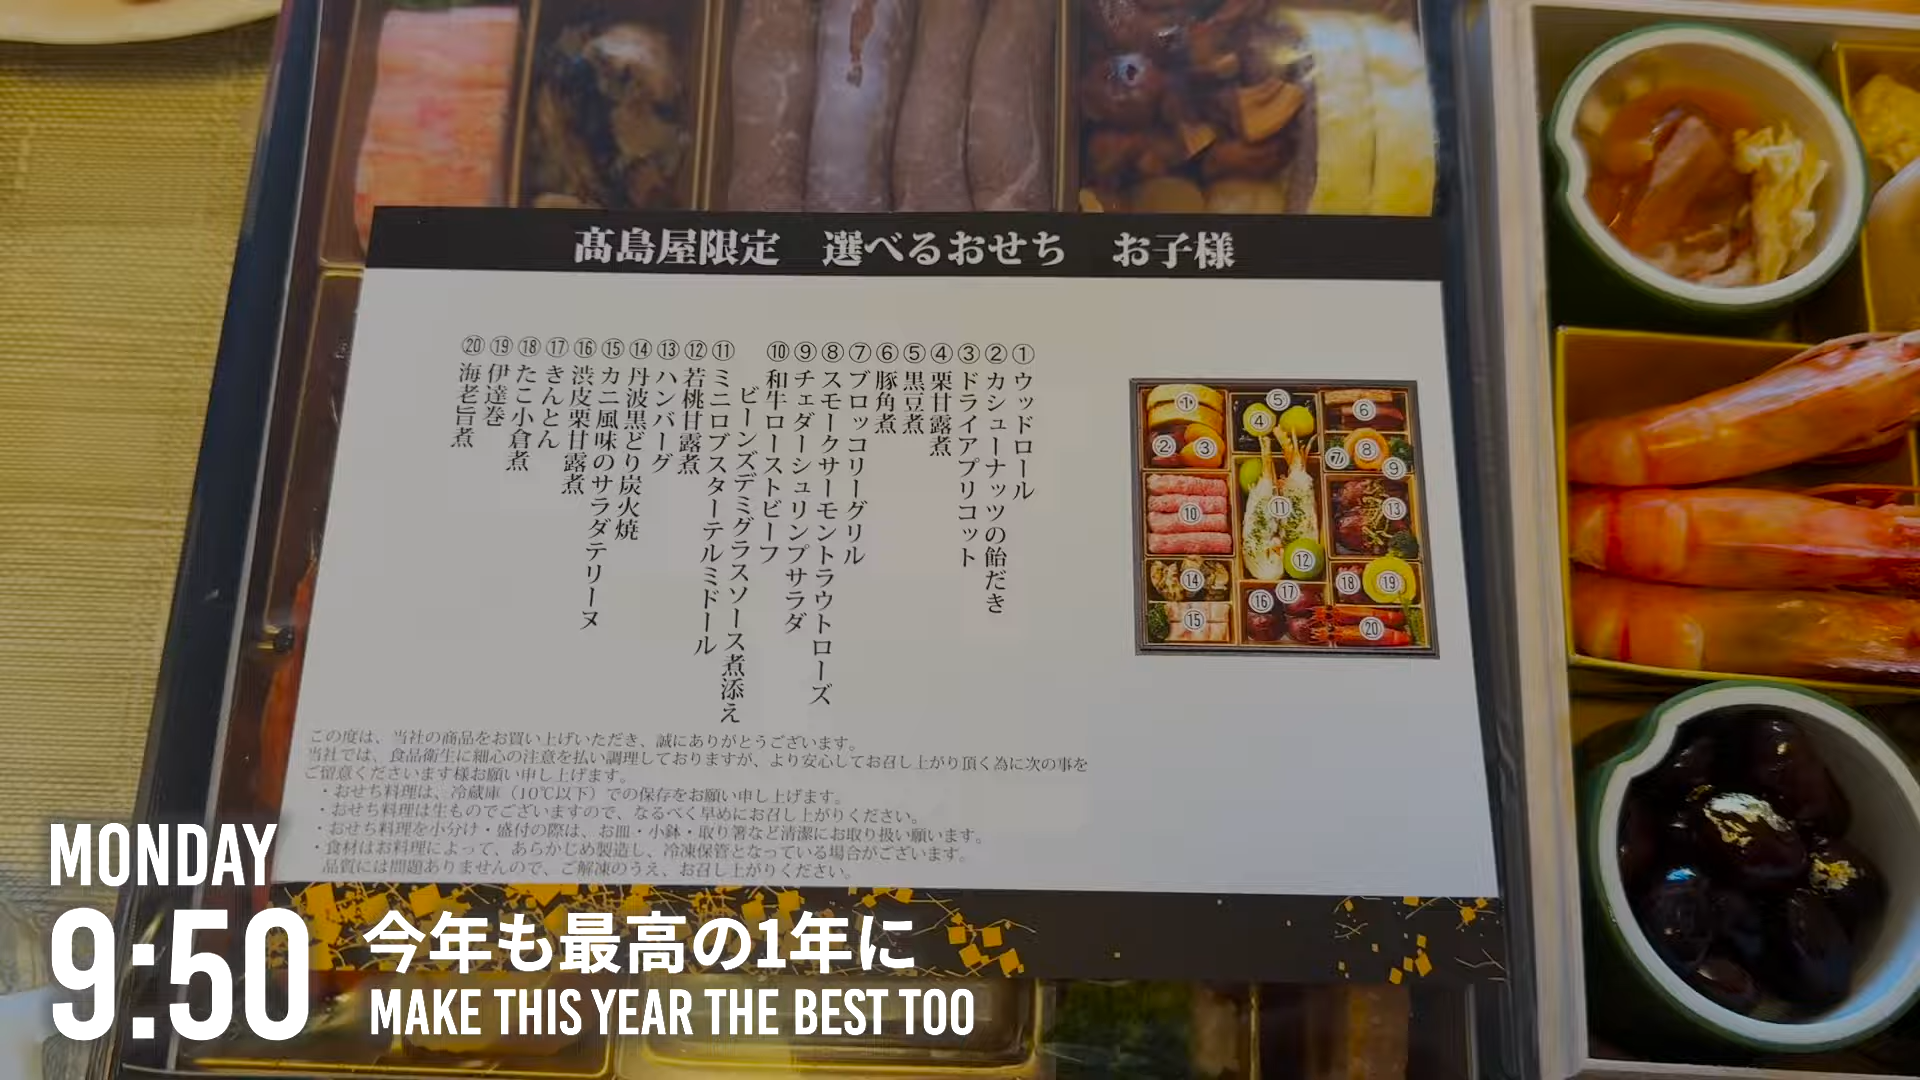 髙島屋限定 選べるおせち お子様
①ウッドロール
②カシューナッツの飴だき
③ドライアプリコット
④栗甘露煮
⑤黒豆煮
⑥豚角煮
⑦ブロッコリーグリル
⑧スモークサーモントラウトローズ
⑨チェダーシュリンプサラダ
⑩和牛ローストビーフ
ビーンズデミグラスソース煮添え
⑪ミニロブスターテルミドール
⑫若桃甘露煮
⑬ハンバーグ
⑭丹波黒どり炭火焼
⑮カニ風味のサラダテリーヌ
⑯渋皮栗甘露煮
⑰きんとん
⑱たこ小倉煮
⑲伊達巻
⑳海老旨煮
① ⑤ ④ ⑥
② ③ ⑦ ⑧ ⑨
⑩ ⑪ ⑬
⑭ ⑫ ⑱ ⑲
⑮ ⑯ ⑰ ⑳
この度は、当社の商品をお買い上げいただき、誠にありがとうございます。
当社では、食品衛生に細心の注意を払い調理しておりますが、より安心してお召し上がり頂く為に次の事を
ご留意くださいます様お願い申し上げます。
・おせち料理は、冷蔵庫（10℃以下）での保存をお願い申し上げます。
・おせち料理は生ものでございますので、なるべく早めにお召し上がりください。
・おせち料理を小分け・盛付の際は、お皿・小鉢・取り箸など清潔にお取り扱い願います。
・食材はお料理によって、あらかじめ製造し、冷凍保管となっている場合がございます。
品質には問題ありませんので、ご解凍のうえ、お召し上がりください。
MONDAY
9:50
今年も最高の1年に
MAKE THIS YEAR THE BEST TOO